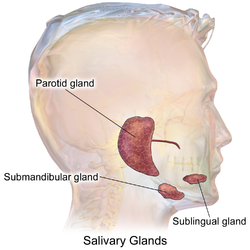 Parotid gland
Submandibular gland
Sublingual gland
Salivary Glands